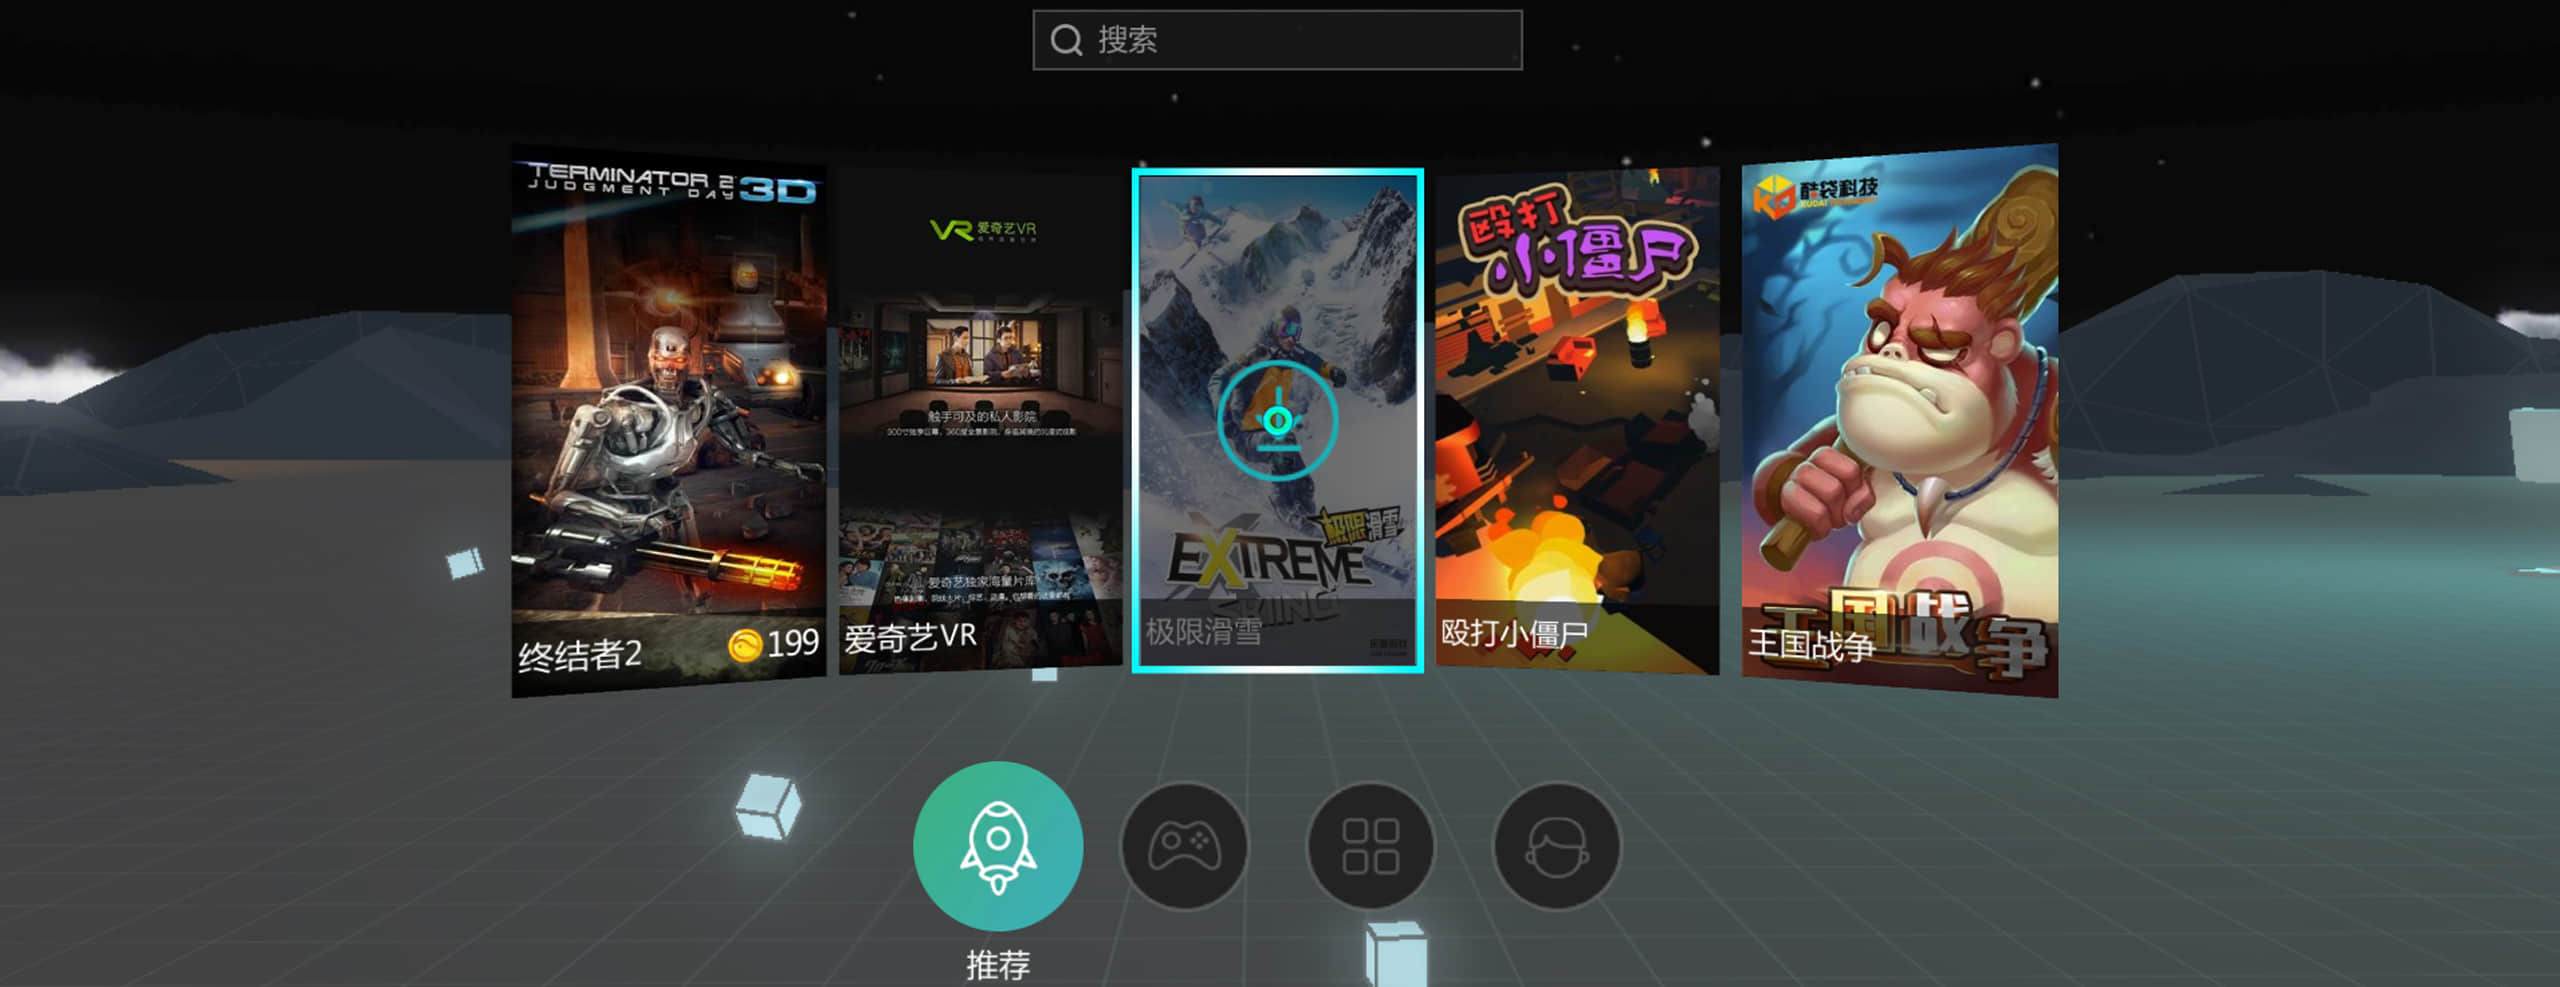 搜索
TERMINATOR 2
JUDGMENT DAY 3D
终结者2
199
VR 爱奇艺VR
触手可及的私人影院
爱奇艺独家海量片库
爱奇艺VR
极限滑雪
EXTREME
SKIING
极限滑雪
殴打
小僵尸
殴打小僵尸
酷袋科技
KUDAI
王国战争
王国战争
推荐